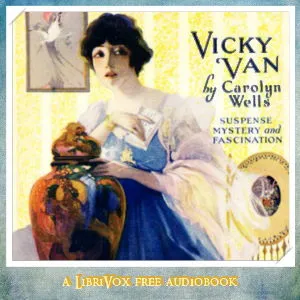 VICKY
VAN
by Carolyn
Wells
SUSPENSE
MYSTERY and
FASCINATION
A LIBRIVOX FREE AUDIOBOOK